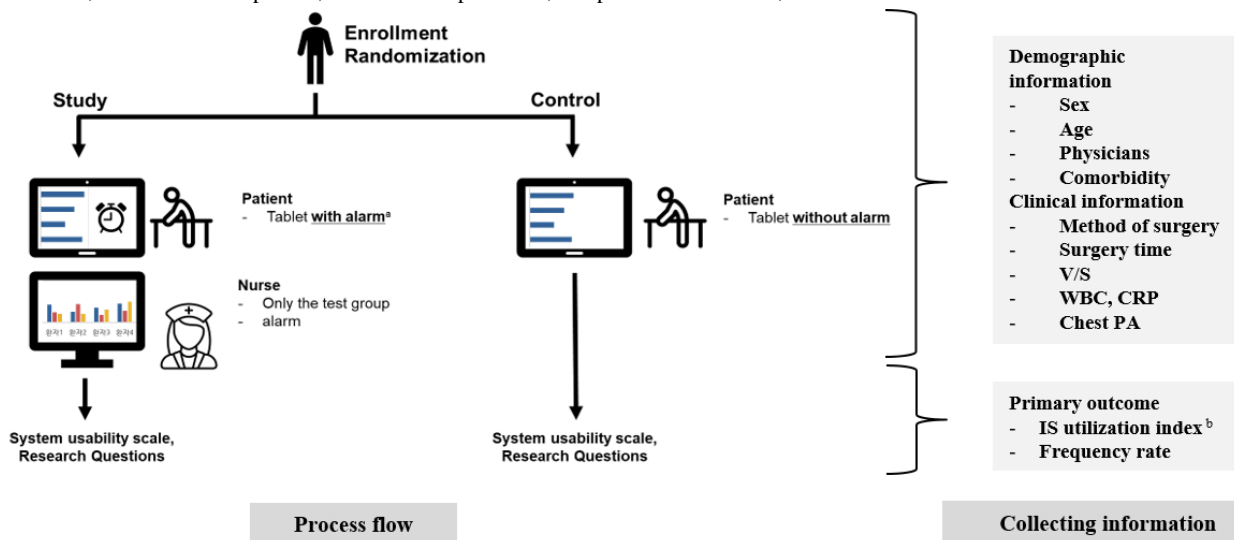 Enrollment
Randomization
Study
Control
Patient
- Tablet with alarmᵃ
Nurse
- Only the test group
- alarm
환자1 환자2 환자3 환자4
System usability scale,
Research Questions
Patient
- Tablet without alarm
System usability scale,
Research Questions
Process flow
Demographic
information
- Sex
- Age
- Physicians
- Comorbidity
Clinical information
- Method of surgery
- Surgery time
- V/S
- WBC, CRP
- Chest PA
Primary outcome
- IS utilization index ᵇ
- Frequency rate
Collecting information